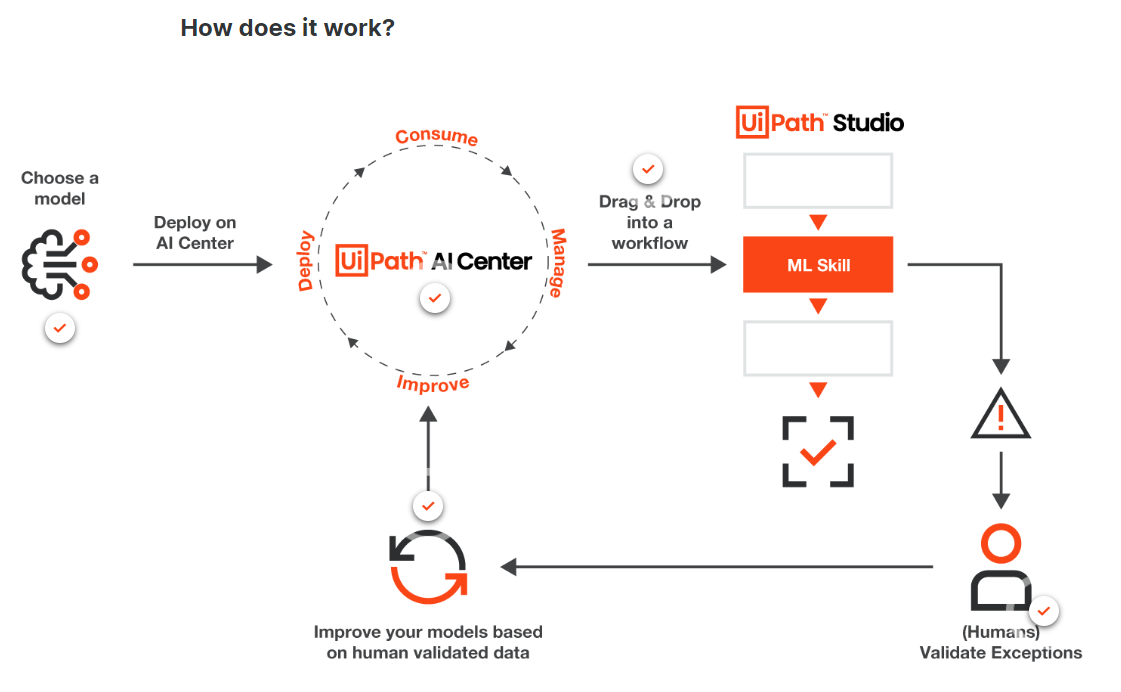 How does it work?
Choose a
model
Deploy on
AI Center
Consume
Deploy
UiPath™ AI Center
Manage
Improve
Drag & Drop
into a
workflow
UiPath™ Studio
ML Skill
!
(Humans)
Validate Exceptions
Improve your models based
on human validated data